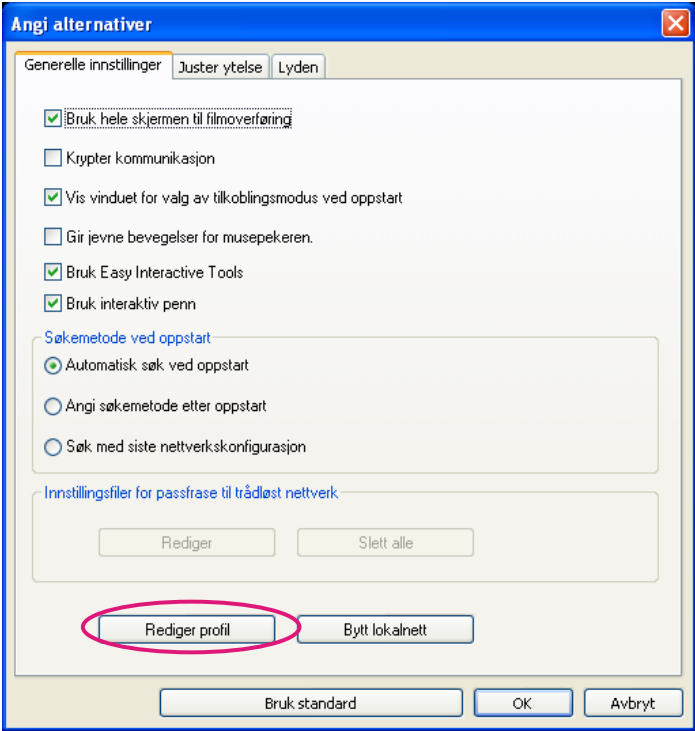 Angi alternativer
Generelle innstillinger
Juster ytelse
Lyden
Bruk hele skjermen til filmoverføring
Krypter kommunikasjon
Vis vinduet for valg av tilkoblingsmodus ved oppstart
Gir jevne bevegelser for musepekeren.
Bruk Easy Interactive Tools
Bruk interaktiv penn
Søkemetode ved oppstart
Automatisk søk ved oppstart
Angi søkemetode etter oppstart
Søk med siste nettverkskonfigurasjon
Innstillingsfiler for passfrase til trådløst nettverk
Rediger
Slett alle
Rediger profil
Bytt lokalnett
Bruk standard
OK
Avbryt